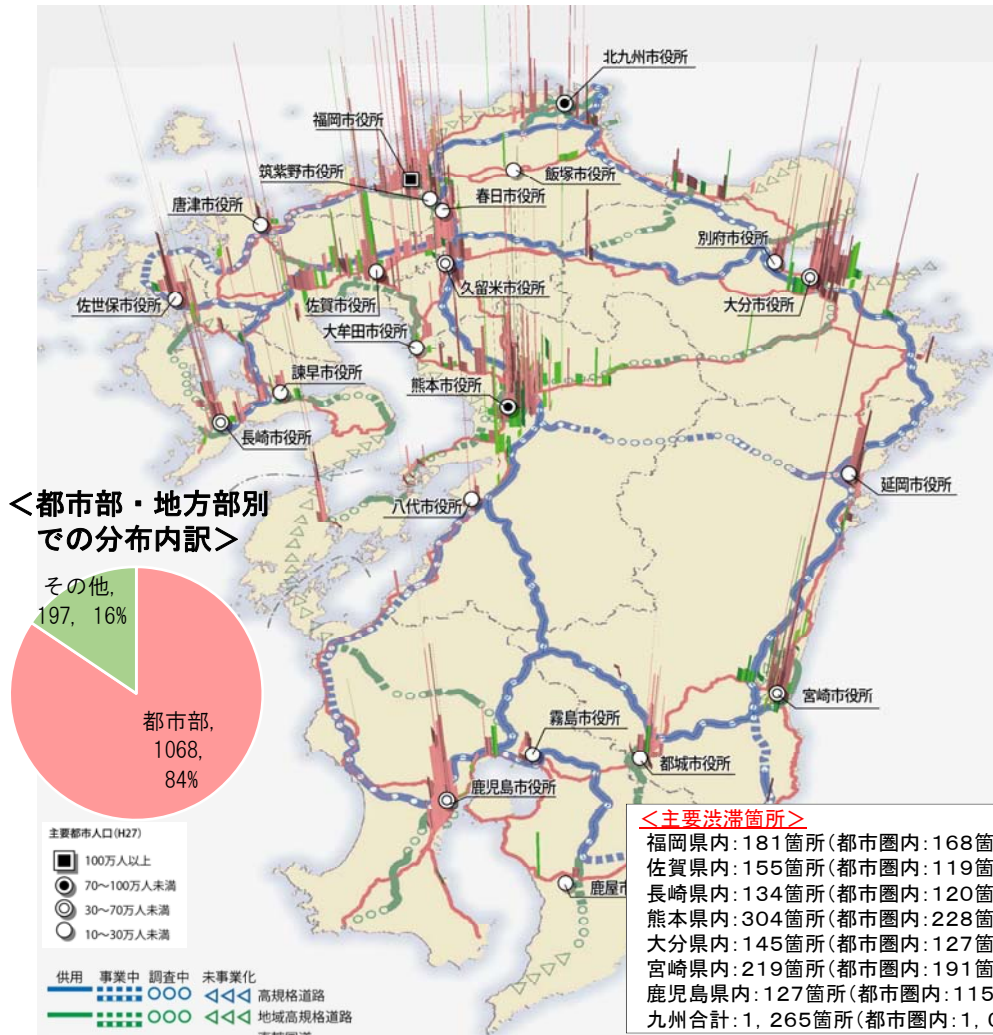 北九州市役所
福岡市役所
筑紫野市役所
飯塚市役所
春日市役所
唐津市役所
別府市役所
久留米市役所
佐世保市役所
佐賀市役所
大分市役所
大牟田市役所
諫早市役所
熊本市役所
長崎市役所
延岡市役所
八代市役所
＜都市部・地方部別
での分布内訳＞
その他,
197, 16%
都市部,
1068,
84%
宮崎市役所
霧島市役所
都城市役所
鹿児島市役所
鹿屋市
主要都市人口(H27)
100万人以上
70～100万人未満
30～70万人未満
10～30万人未満
供用 事業中 調査中 未事業化
高規格道路
地域高規格道路
＜主要渋滞箇所＞
福岡県内：181箇所（都市圏内：168箇
佐賀県内：155箇所（都市圏内：119箇
長崎県内：134箇所（都市圏内：120箇
熊本県内：304箇所（都市圏内：228箇
大分県内：145箇所（都市圏内：127箇
宮崎県内：219箇所（都市圏内：191箇
鹿児島県内：127箇所（都市圏内：115
九州合計：1，265箇所（都市圏内：1，0